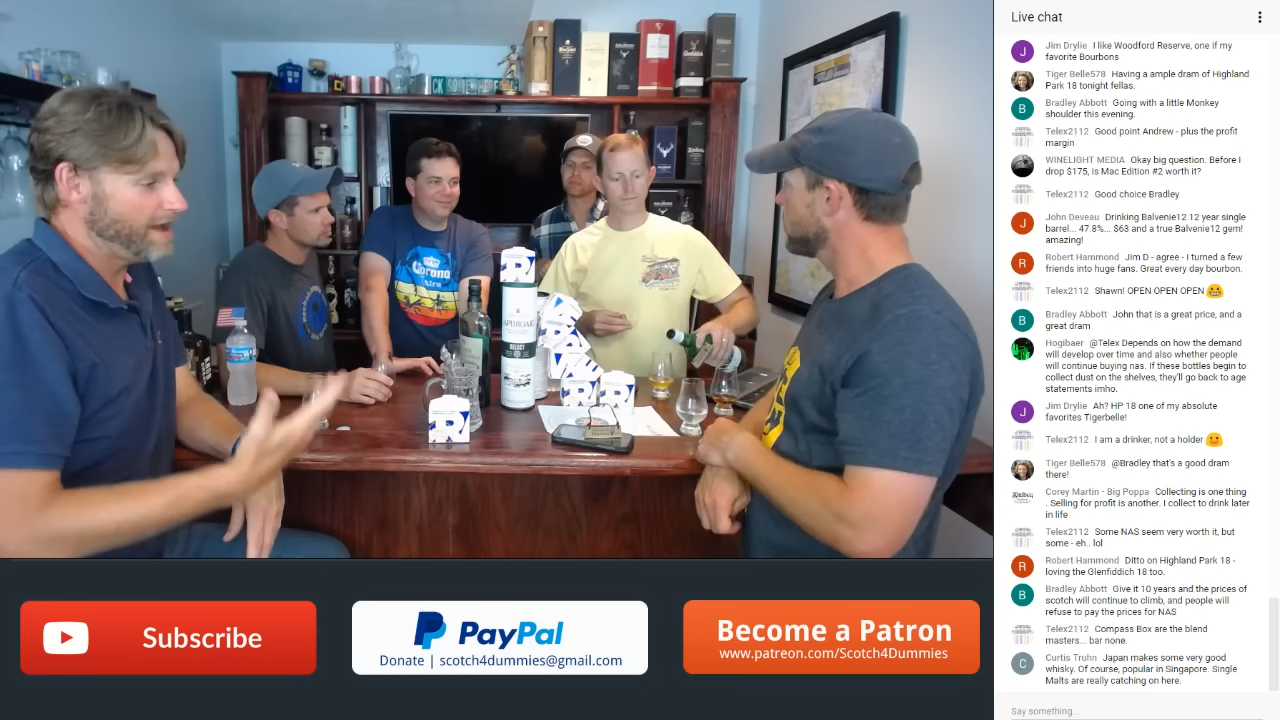 CK SOMEWHERE
Corona
Extra
LAPHROAIG
SELECT
R
R
R
R
Subscribe
PayPal
Donate | scotch4dummies@gmail.com
Become a Patron
www.patreon.com/Scotch4Dummies
Live chat
Jim Drylie I like Woodford Reserve, one if my
favorite Bourbons
Tiger Belle578 Having a ample dram of Highland
Park 18 tonight fellas.
Bradley Abbott Going with a little Monkey
shoulder this evening.
Telex2112 Good point Andrew - plus the profit
margin
WINELIGHT MEDIA Okay big question. Before I
drop $175, is Mac Edition #2 worth it?
Telex2112 Good choice Bradley
John Deveau Drinking Balvenie12 12 year single
barrel... 47.8%... $63 and a true Balvenie12 gem!
amazing!
Robert Hammond Jim D - agree - I turned a few
friends into huge fans. Great every day bourbon.
Telex2112 Shawn! OPEN OPEN OPEN 😀
Bradley Abbott John that is a great price, and a
great dram
Hogibaer @Telex Depends on how the demand
will develop over time and also whether people
will continue buying nas. If these bottles begin to
collect dust on the shelves, they'll go back to age
statements imho.
Jim Drylie Ah? HP 18 one of my absolute
favorites Tigerbelle!
Telex2112 I am a drinker, not a holder 😀
Tiger Belle578 @Bradley that's a good dram
there!
Corey Martin - Big Poppa Collecting is one thing
. Selling for profit is another. I collect to drink later
in life
Telex2112 Some NAS seem very worth it, but
some - eh.. lol
Robert Hammond Ditto on Highland Park 18 -
loving the Glenfiddich 18 too.
Bradley Abbott Give it 10 years and the prices of
scotch will continue to climb, and people will
refuse to pay the prices for NAS
Telex2112 Compass Box are the blend
masters... bar none.
Curtis Truhn Japan makes some very good
whisky. Of course, popular in Singapore. Single
Malts are really catching on here.
Say something...